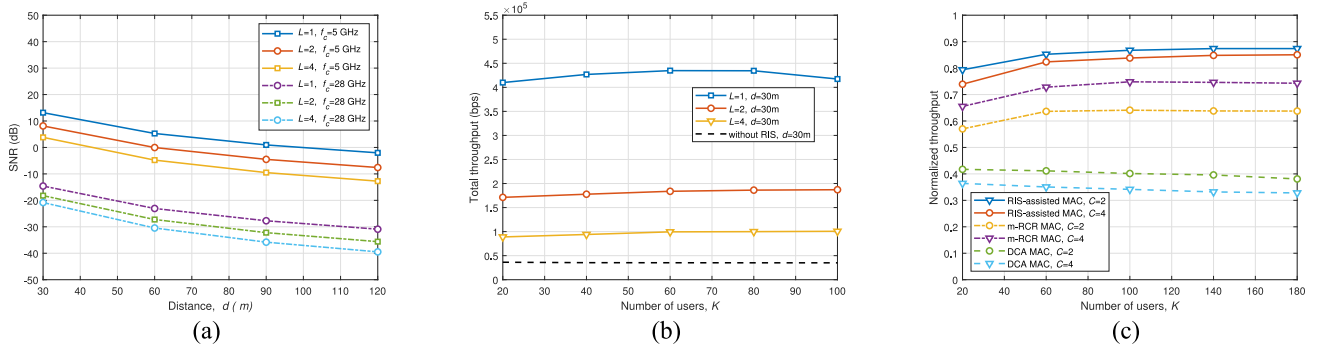 50
40
30
20
10
0
-10
-20
-30
-40
-50
SNR (dB)
L=1, f_c=5 GHz
L=2, f_c=5 GHz
L=4, f_c=5 GHz
L=1, f_c=28 GHz
L=2, f_c=28 GHz
L=4, f_c=28 GHz
30 40 50 60 70 80 90 100 110 120
Distance, d ( m )
(a)
×10^5
5.5
5
4.5
4
3.5
3
2.5
2
1.5
1
0.5
0
Total throughput (bps)
L=1, d=30m
L=2, d=30m
L=4, d=30m
without RIS, d=30m
20 30 40 50 60 70 80 90 100
Number of users, K
(b)
1
0.9
0.8
0.7
0.6
0.5
0.4
0.3
0.2
0.1
0
Normalized throughput
RIS-assisted MAC, C=2
RIS-assisted MAC, C=4
m-RCR MAC, C=2
m-RCR MAC, C=4
DCA MAC, C=2
DCA MAC, C=4
20 40 60 80 100 120 140 160 180
Number of users, K
(c)